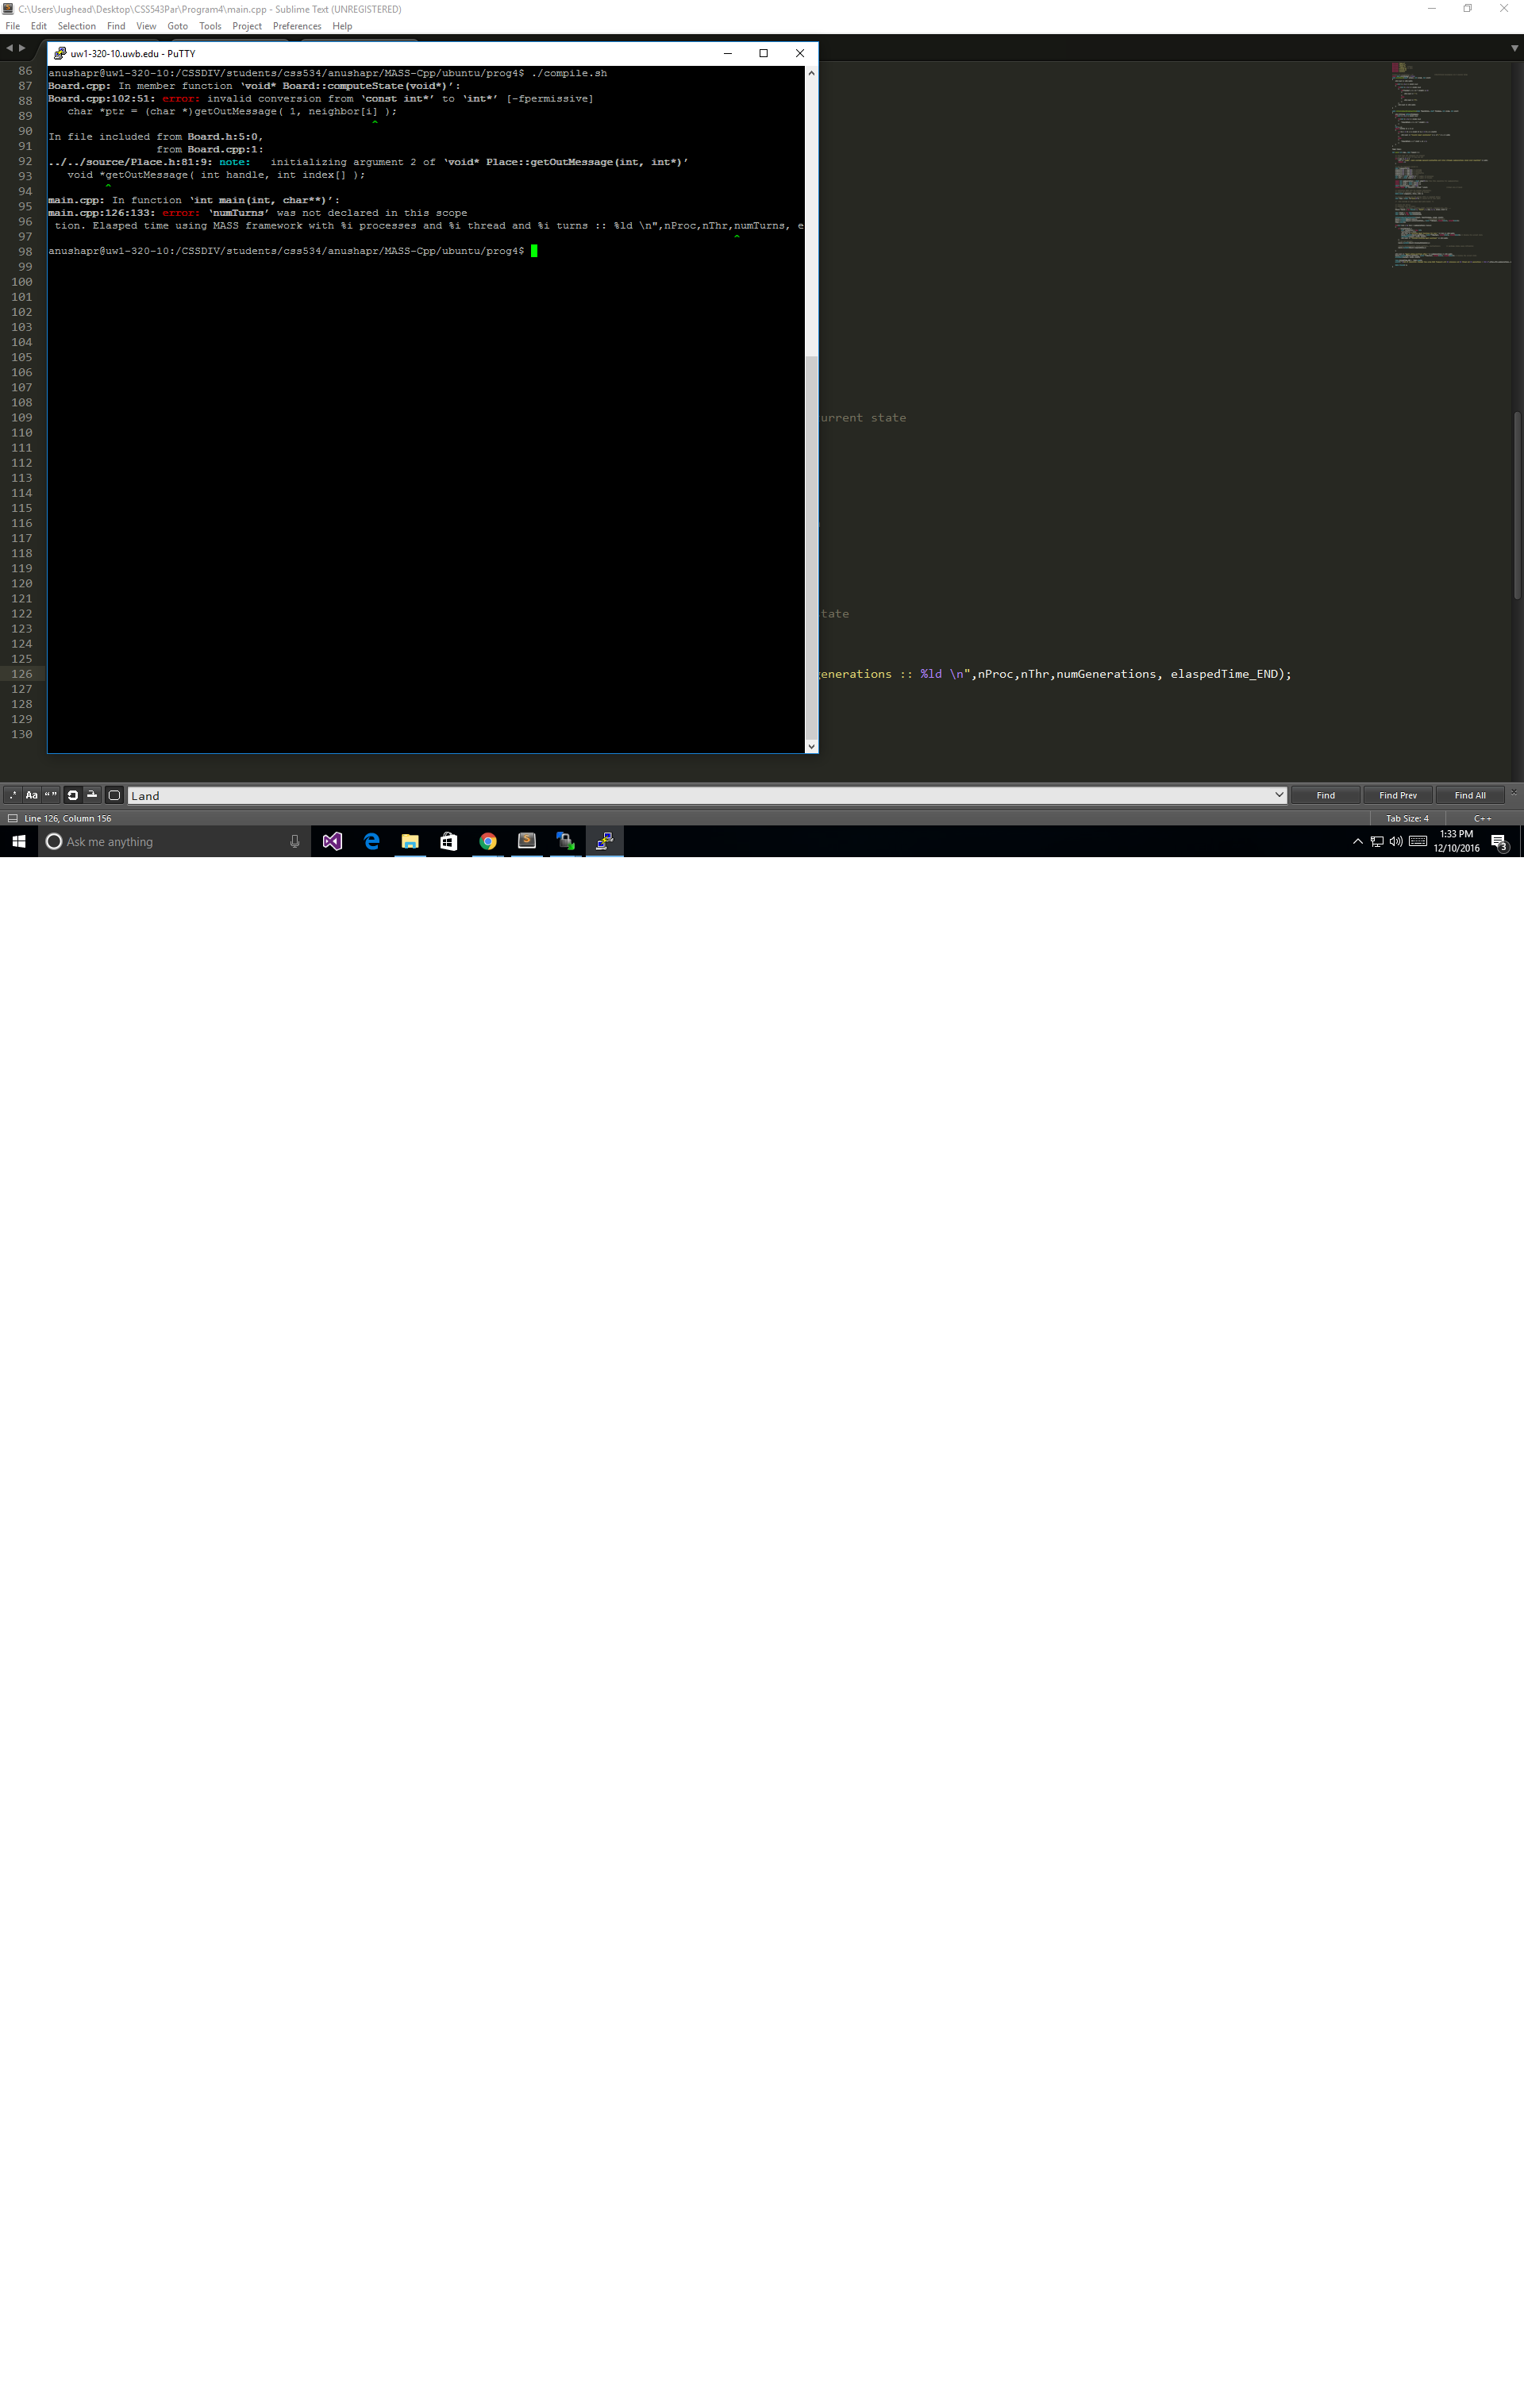 C:\Users\Jughead\Desktop\CSS543Par\Program4\main.cpp - Sublime Text (UNREGISTERED)
File Edit Selection Find View Goto Tools Project Preferences Help
uw1-320-10.uwb.edu - PuTTY
anushapr@uw1-320-10:/CSSDIV/students/css534/anushapr/MASS-Cpp/ubuntu/prog4$ ./compile.sh
Board.cpp: In member function ‘void* Board::computeState(void*)’:
Board.cpp:102:51: error: invalid conversion from ‘const int*’ to ‘int*’ [-fpermissive]
char *ptr = (char *)getOutMessage( 1, neighbor[i] );
^
In file included from Board.h:5:0,
from Board.cpp:1:
../../source/Place.h:81:9: note:   initializing argument 2 of ‘void* Place::getOutMessage(int, int*)’
void *getOutMessage( int handle, int index[] );
^
main.cpp: In function ‘int main(int, char**)’:
main.cpp:126:133: error: ‘numTurns’ was not declared in this scope
tion. Elasped time using MASS framework with %i processes and %i thread and %i turns :: %ld \n",nProc,nThr,numTurns, e
^
anushapr@uw1-320-10:/CSSDIV/students/css534/anushapr/MASS-Cpp/ubuntu/prog4$
86
87
88
89
90
91
92
93
94
95
96
97
98
99
100
101
102
103
104
105
106
107
108
109 urrent state
110
111
112
113
114
115
116
117
118
119
120
121
122 tate
123
124
125
126 enerations :: %ld \n",nProc,nThr,numGenerations, elaspedTime_END);
127
128
129
130
.* Aa “ ” Land Find Find Prev Find All
Line 126, Column 156 Tab Size: 4 C++
Ask me anything
1:33 PM
12/10/2016
3